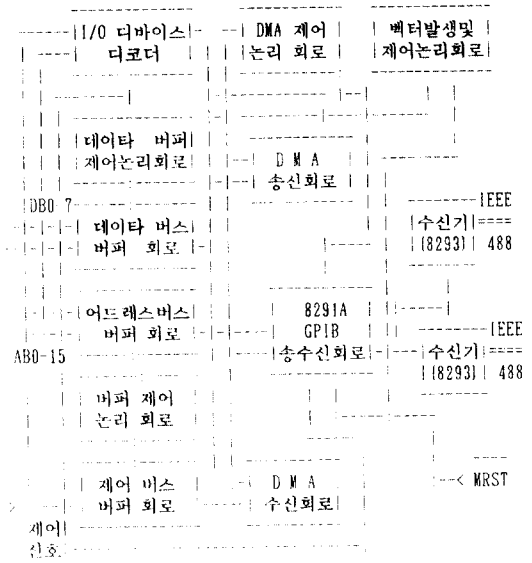 I/0 디바이스
디코더
DMA 제어
논리 회로
벡터발생및
제어논리회로
데이타 버퍼
제어논리회로
D M A
송신회로
DB0-7
데이타 버스
버퍼 회로
IEEE
수신기
(8293)
488
어드레스버스
버퍼 회로
8291A
GPIB
송수신회로
AB0-15
IEEE
수신기
(8293)
488
버퍼 제어
논리 회로
제어 버스
버퍼 회로
D M A
수신회로
< MRST
제어
신호